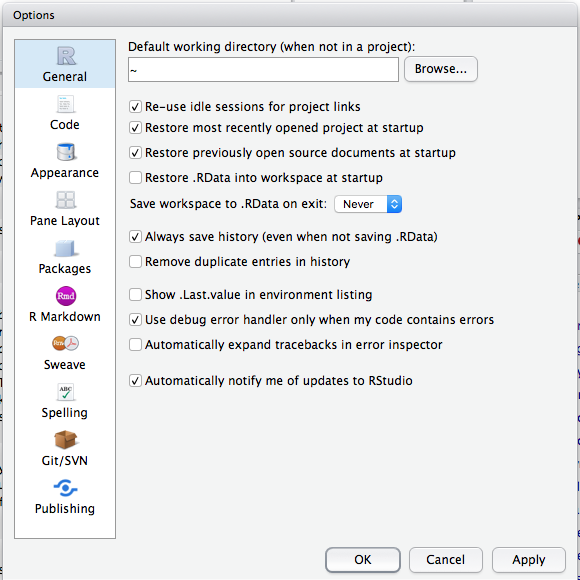 Options
R
General
Code
Appearance
Pane Layout
Packages
Rmd
R Markdown
Rnw
Sweave
ABC
Spelling
Git/SVN
Publishing
Default working directory (when not in a project):
~
Browse...
Re-use idle sessions for project links
Restore most recently opened project at startup
Restore previously open source documents at startup
Restore .RData into workspace at startup
Save workspace to .RData on exit: Never
Always save history (even when not saving .RData)
Remove duplicate entries in history
Show .Last.value in environment listing
Use debug error handler only when my code contains errors
Automatically expand tracebacks in error inspector
Automatically notify me of updates to RStudio
OK Cancel Apply